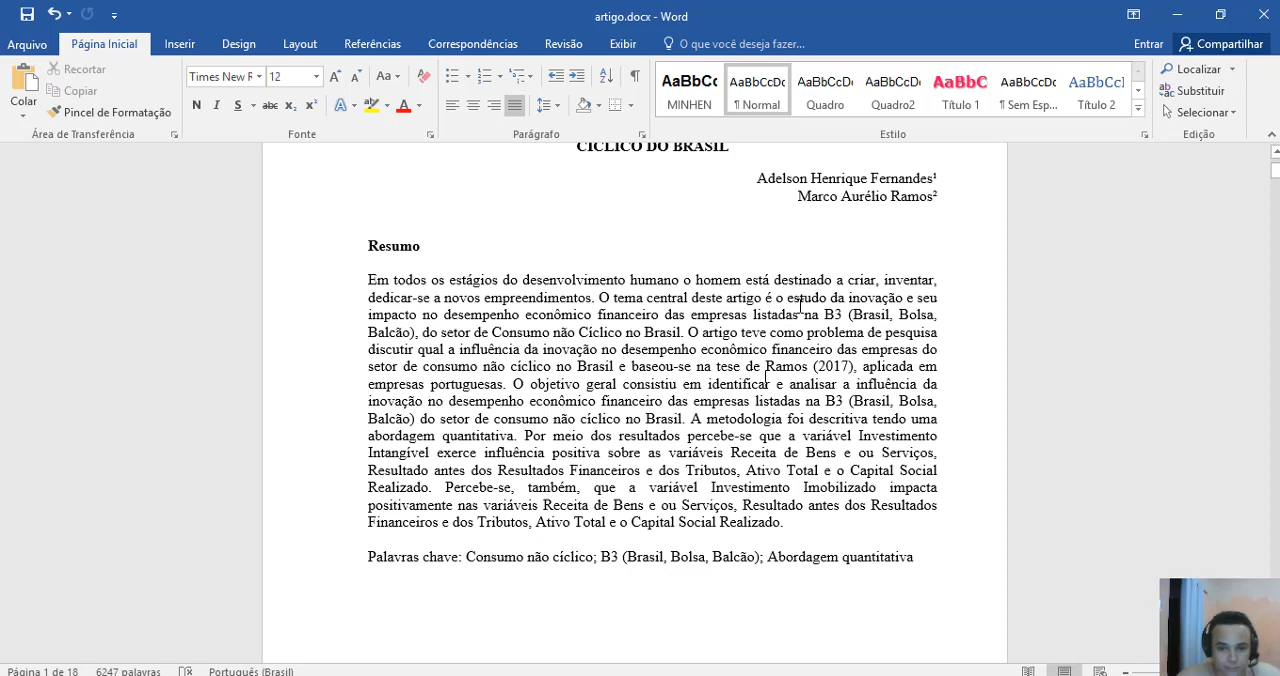 artigo.docx - Word
Arquivo Página Inicial Inserir Design Layout Referências Correspondências Revisão Exibir O que você deseja fazer... Entrar Compartilhar
Colar
Recortar
Copiar
Pincel de Formatação
Área de Transferência
Times New R 12 Aa
N I S abc X₂ X² A A
Fonte
Parágrafo
AaBbCc AaBbCcDc AaBbCcDc AaBbCcDc AaBbC AaBbCcDc AaBbCcI
MINHEN ¶ Normal Quadro Quadro2 Título 1 ¶ Sem Esp... Título 2
Estilo
Localizar
Substituir
Selecionar
Edição
CÍCLICO DO BRASIL
Adelson Henrique Fernandes¹
Marco Aurélio Ramos²
Resumo
Em todos os estágios do desenvolvimento humano o homem está destinado a criar, inventar,
dedicar-se a novos empreendimentos. O tema central deste artigo é o estudo da inovação e seu
impacto no desempenho econômico financeiro das empresas listadas na B3 (Brasil, Bolsa,
Balcão), do setor de Consumo não Cíclico no Brasil. O artigo teve como problema de pesquisa
discutir qual a influência da inovação no desempenho econômico financeiro das empresas do
setor de consumo não cíclico no Brasil e baseou-se na tese de Ramos (2017), aplicada em
empresas portuguesas. O objetivo geral consistiu em identificar e analisar a influência da
inovação no desempenho econômico financeiro das empresas listadas na B3 (Brasil, Bolsa,
Balcão) do setor de consumo não cíclico no Brasil. A metodologia foi descritiva tendo uma
abordagem quantitativa. Por meio dos resultados percebe-se que a variável Investimento
Intangível exerce influência positiva sobre as variáveis Receita de Bens e ou Serviços,
Resultado antes dos Resultados Financeiros e dos Tributos, Ativo Total e o Capital Social
Realizado. Percebe-se, também, que a variável Investimento Imobilizado impacta
positivamente nas variáveis Receita de Bens e ou Serviços, Resultado antes dos Resultados
Financeiros e dos Tributos, Ativo Total e o Capital Social Realizado.
Palavras chave: Consumo não cíclico; B3 (Brasil, Bolsa, Balcão); Abordagem quantitativa
Página 1 de 18 6247 palavras Português (Brasil)